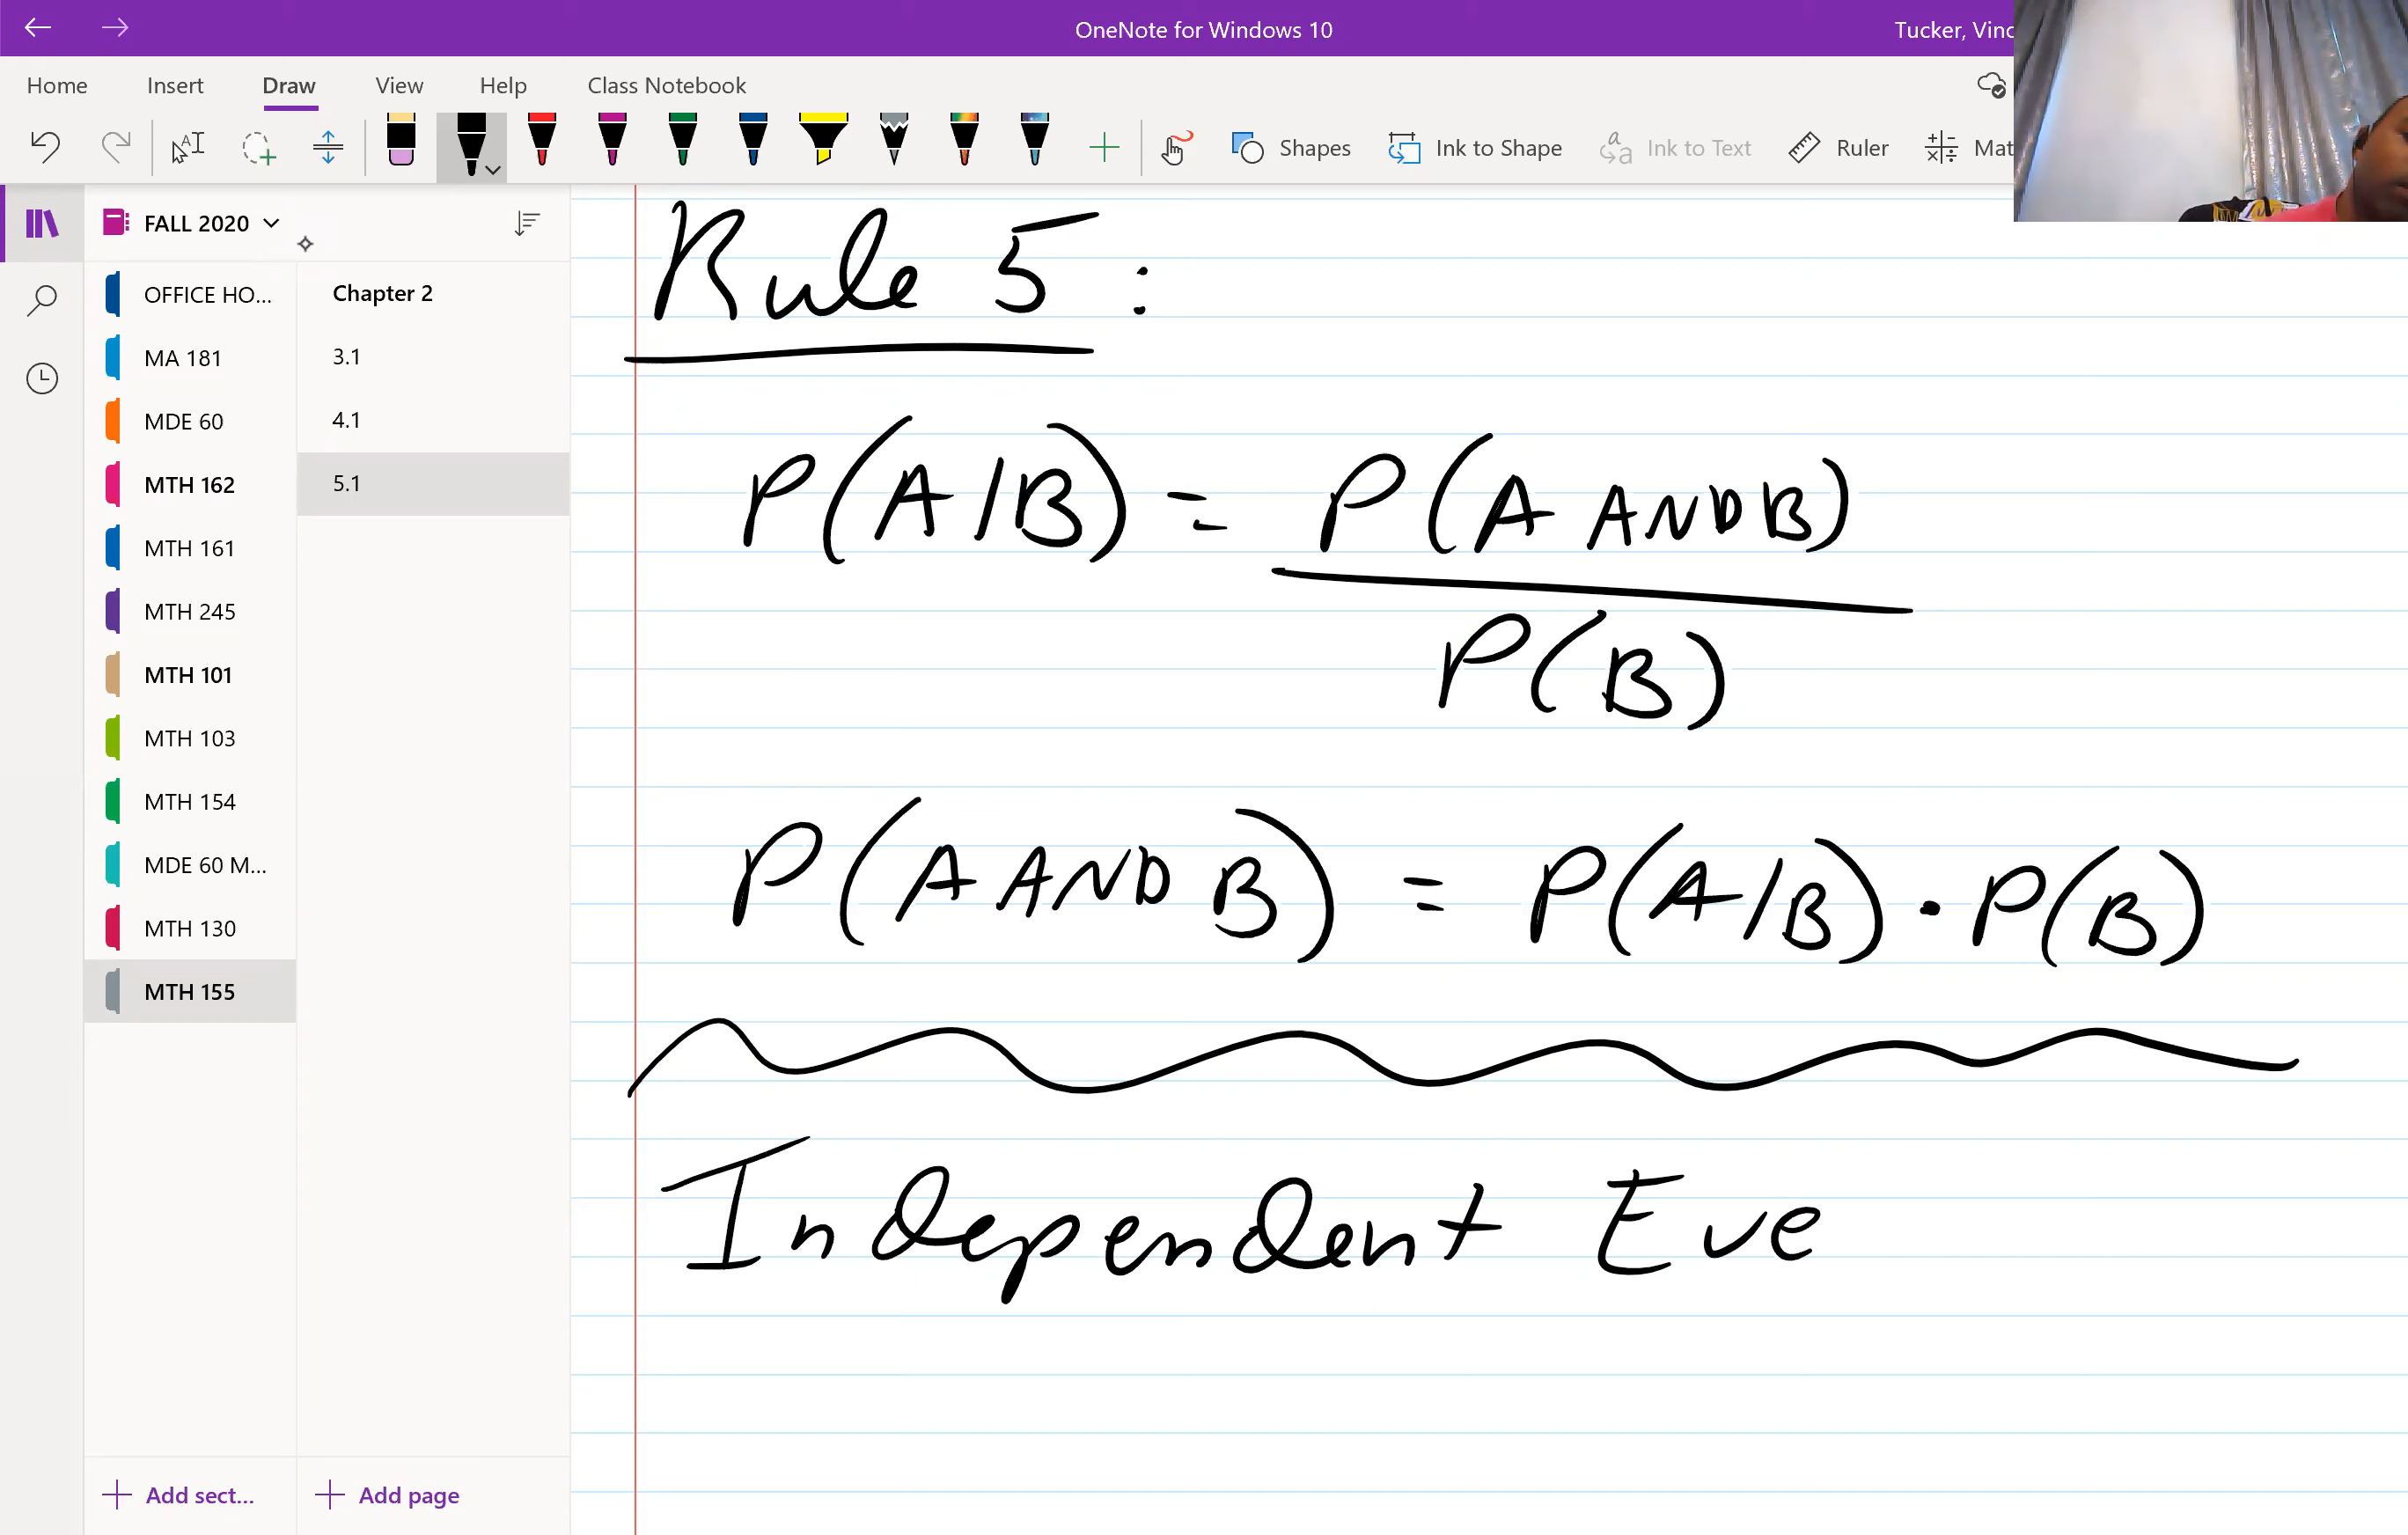 OneNote for Windows 10
Tucker, Vinc
Home Insert Draw View Help Class Notebook
Shapes Ink to Shape Ink to Text Ruler Mat
FALL 2020
OFFICE HO...
MA 181
MDE 60
MTH 162
MTH 161
MTH 245
MTH 101
MTH 103
MTH 154
MDE 60 M...
MTH 130
MTH 155
Add sect...
Chapter 2
3.1
4.1
5.1
Add page
Rule 5 :
P(A/B) = P(A AND B)
P(B)
P(A AND B) = P(A/B) · P(B)
Independent Eve